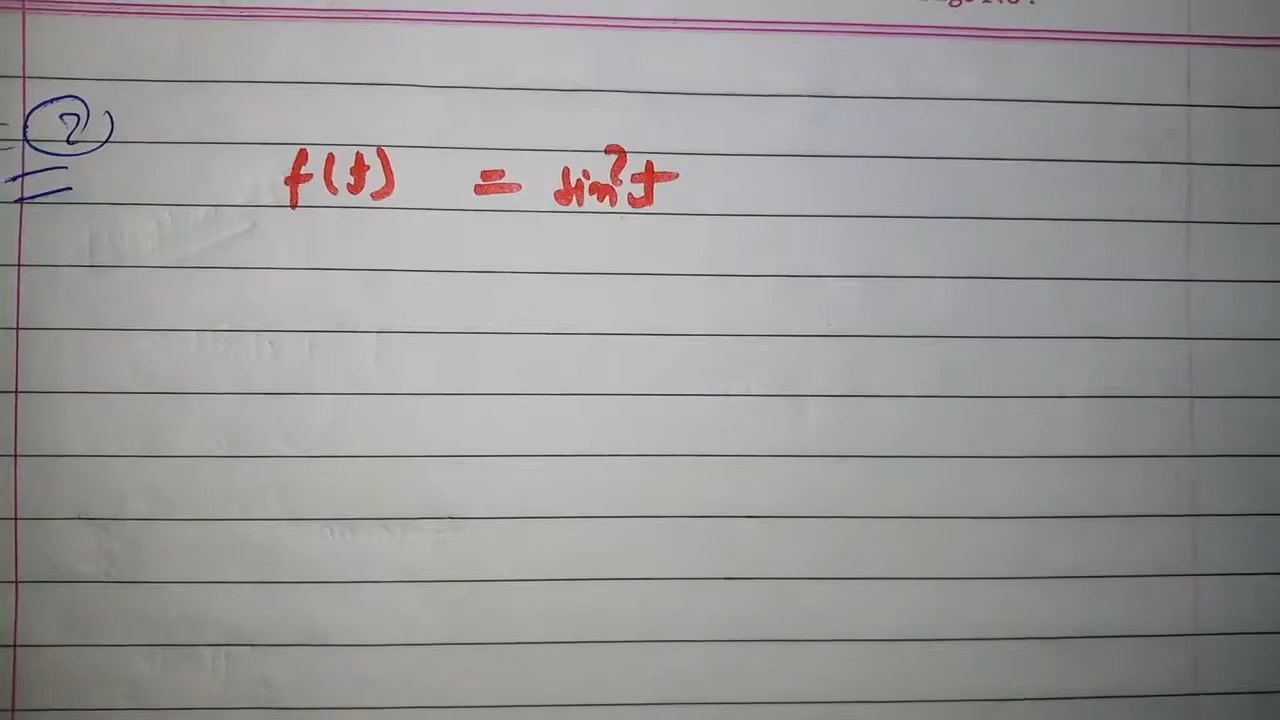 2
f(t) = sin²t